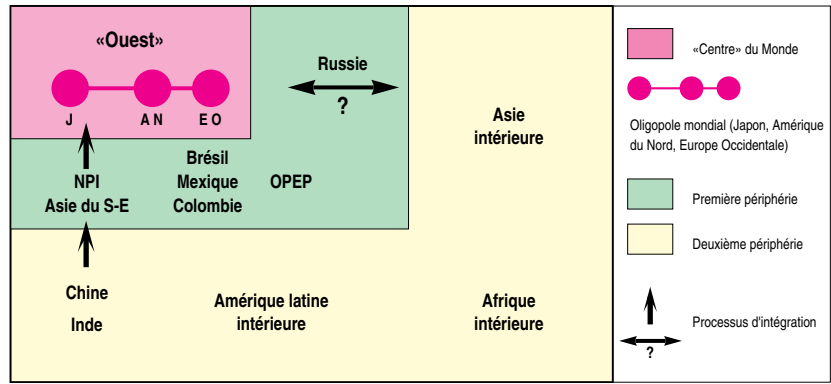 «Ouest»
J
A N
E O
Russie
?
Asie
intérieure
NPI
Asie du S-E
Brésil
Mexique
Colombie
OPEP
Chine
Inde
Amérique latine
intérieure
Afrique
intérieure
«Centre» du Monde
Oligopole mondial (Japon, Amérique
du Nord, Europe Occidentale)
Première périphérie
Deuxième périphérie
Processus d'intégration
?